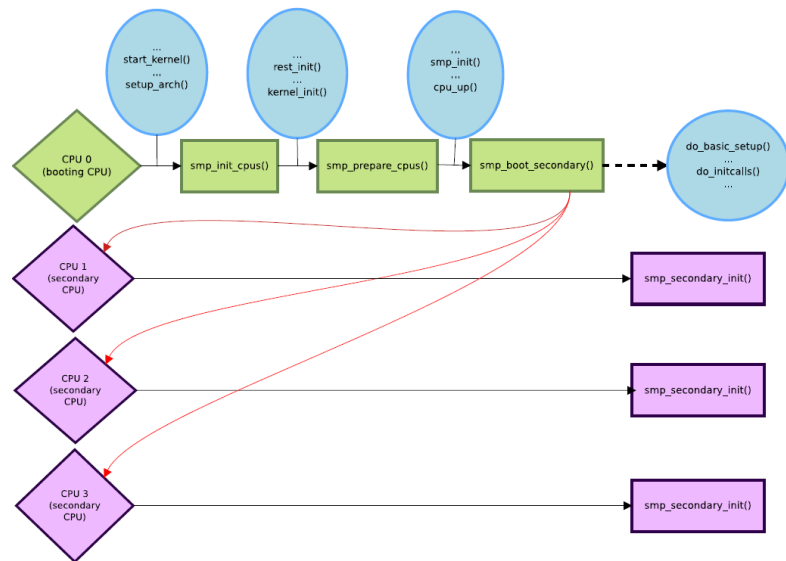 ...
start_kernel()
...
setup_arch()
...
rest_init()
...
kernel_init()
...
smp_init()
...
cpu_up()
CPU 0
(booting CPU)
smp_init_cpus()
smp_prepare_cpus()
smp_boot_secondary()
do_basic_setup()
...
do_initcalls()
...
CPU 1
(secondary
CPU)
smp_secondary_init()
CPU 2
(secondary
CPU)
smp_secondary_init()
CPU 3
(secondary
CPU)
smp_secondary_init()